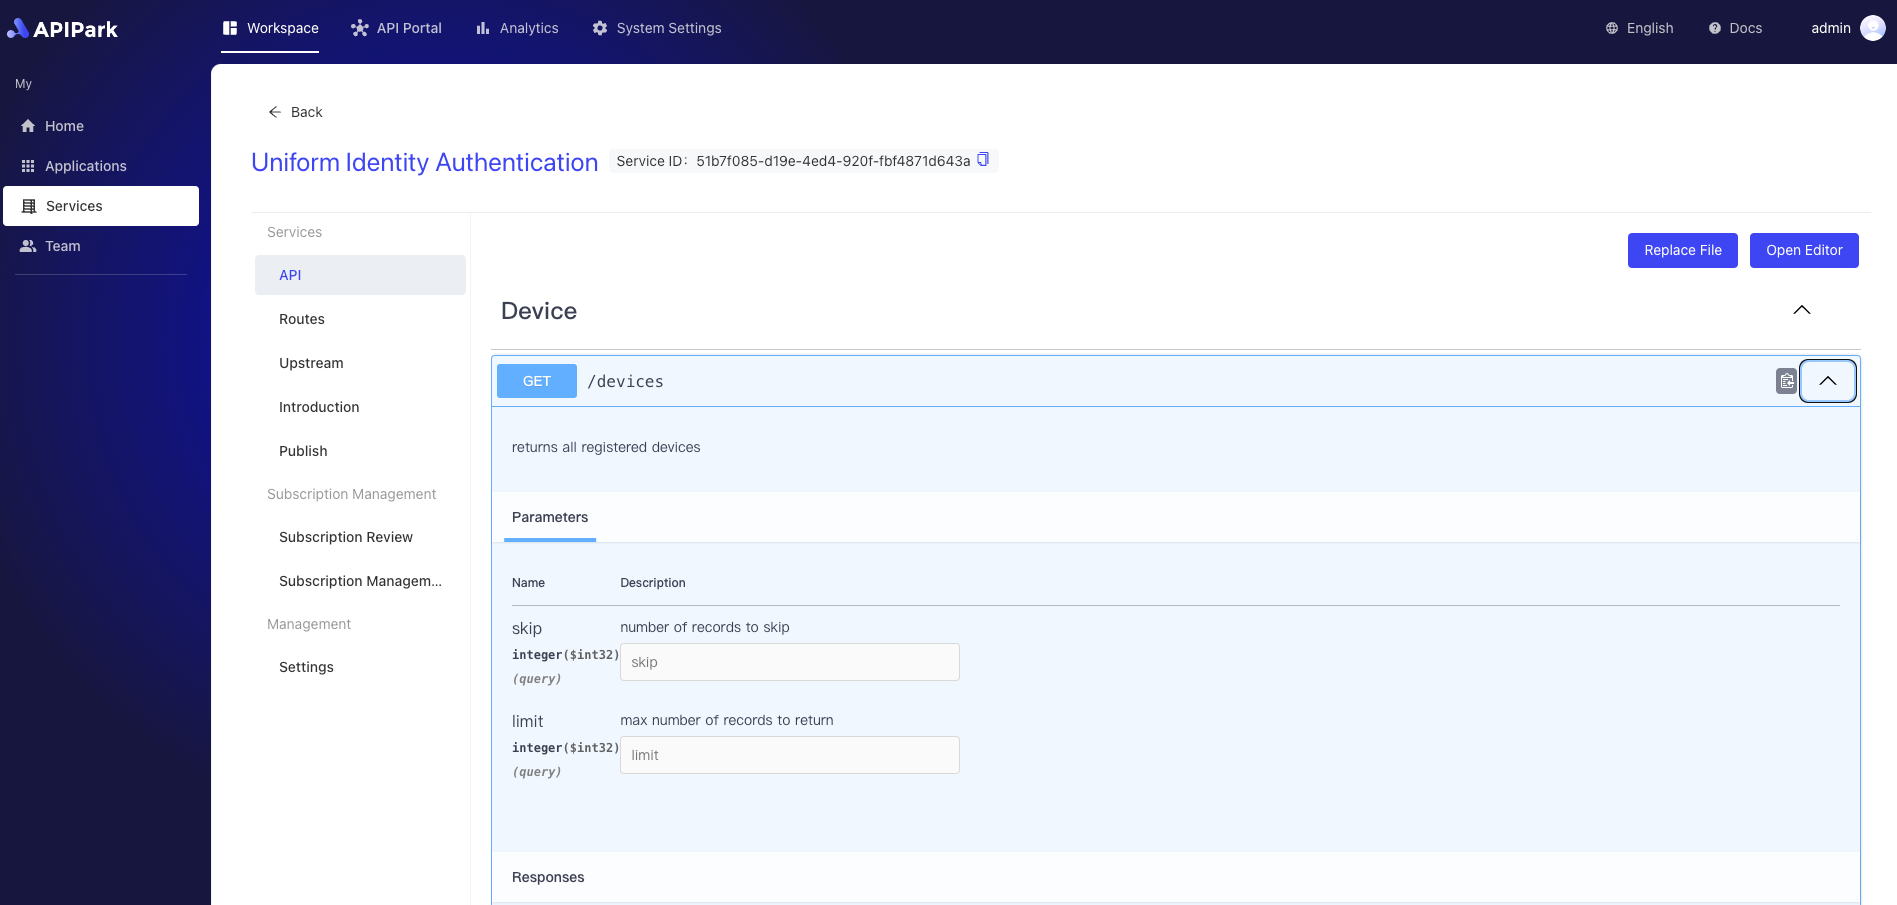 APIPark
Workspace
API Portal
Analytics
System Settings
English
Docs
admin
My
Home
Applications
Services
Team
Back
Uniform Identity Authentication
Service ID: 51b7f085-d19e-4ed4-920f-fbf4871d643a
Services
API
Routes
Upstream
Introduction
Publish
Subscription Management
Subscription Review
Subscription Managem...
Management
Settings
Replace File
Open Editor
Device
GET /devices
returns all registered devices
Parameters
Name Description
skip
integer($int32)
(query)
number of records to skip
skip
limit
integer($int32)
(query)
max number of records to return
limit
Responses